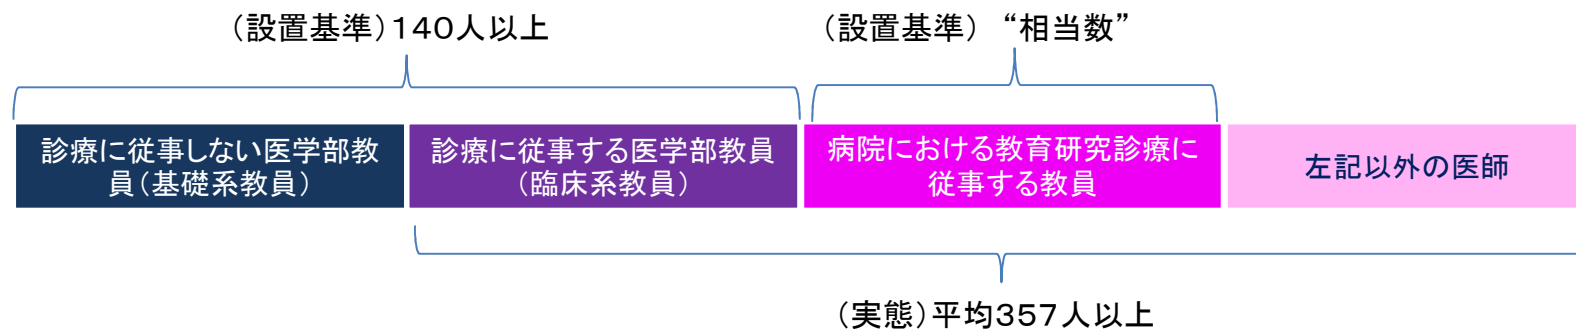 （設置基準）１４０人以上
（設置基準） “相当数”
診療に従事しない医学部教
員（基礎系教員）
診療に従事する医学部教員
（臨床系教員）
病院における教育研究診療に
従事する教員
左記以外の医師
（実態）平均３５７人以上